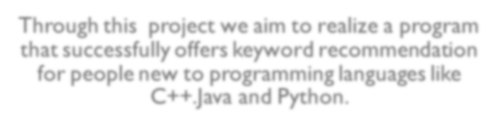 Through this project we aim to realize a program
that successfully offers keyword recommendation
for people new to programming languages like
C++.Java and Python.